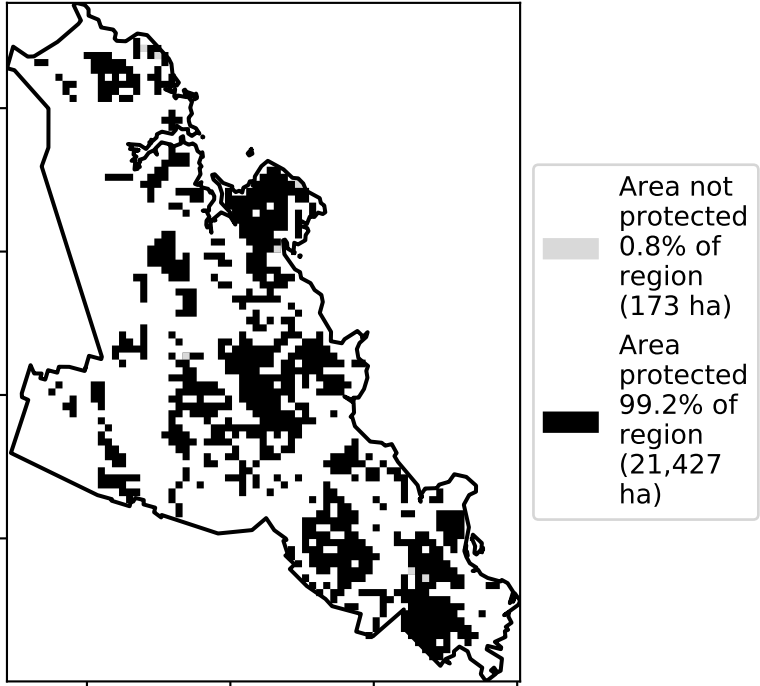 Area not
protected
0.8% of
region
(173 ha)
Area
protected
99.2% of
region
(21,427
ha)